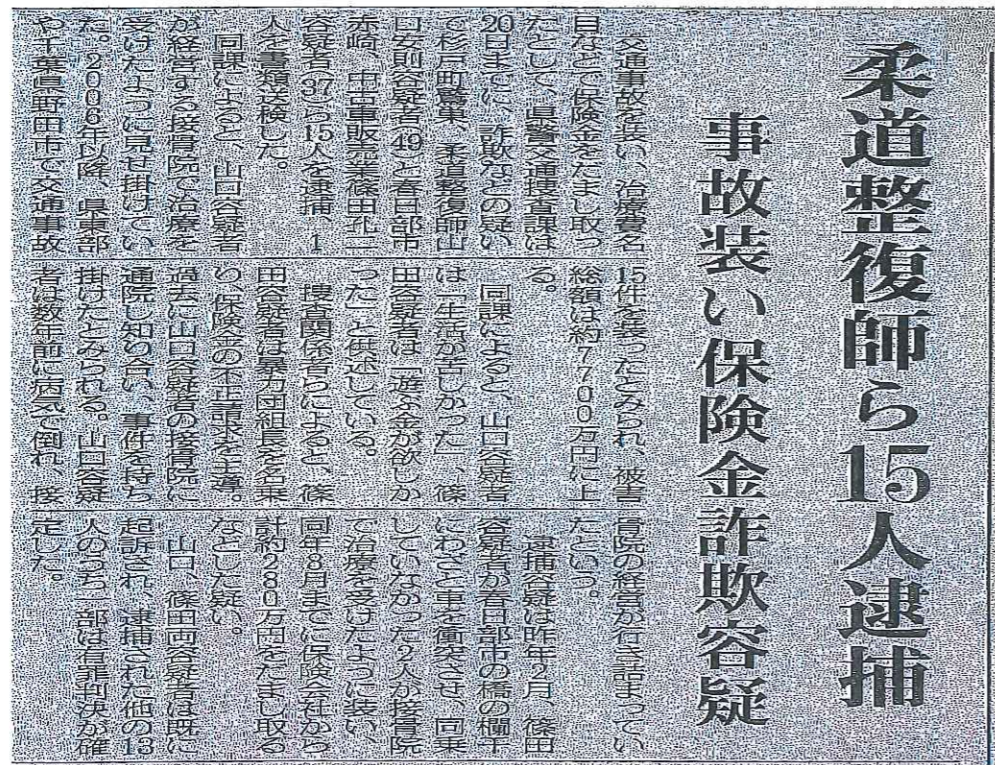 柔道整復師ら15人逮捕
事故装い保険金詐欺容疑
交通事故を装い、治療費名
目などで保険金をだまし取っ
たとして、県警交通捜査課は
20日までに、詐欺などの疑い
で杉戸町鷲巣、柔道整復師山
口安則容疑者(49)と春日部市
赤崎、中古車販売業篠田孔一
容疑者(37)ら15人を逮捕、1
人を書類送検した。
同課によると、山口容疑者
が経営する接骨院で治療を
受けたように見せ掛けてい
た。2006年以降、県東部
や千葉県野田市で交通事故
15件を装ったとみられ、被害
総額は約7700万円に上
る。
同課によると、山口容疑者
は「生活が苦しかった」、篠
田容疑者は「遊ぶ金が欲しか
った」と供述している。
捜査関係者らによると、篠
田容疑者は暴力団組長を名乗
り、保険金の不正請求を主導。
過去に山口容疑者の接骨院に
通院し知り合い、事件を持ち
掛けたとみられる。山口容疑
者は数年前に病気で倒れ、接
骨院の経営が行き詰まってい
たという。
逮捕容疑は昨年2月、篠田
容疑者が春日部市の橋の欄干
にわざと車を衝突させ、同乗
していなかった2人が接骨院
で治療を受けたように装い、
同年8月までに保険会社から
計約280万円をだまし取る
などした疑い。
山口、篠田両容疑者は既に
起訴され、逮捕された他の13
人のうち一部は有罪判決が確
定した。